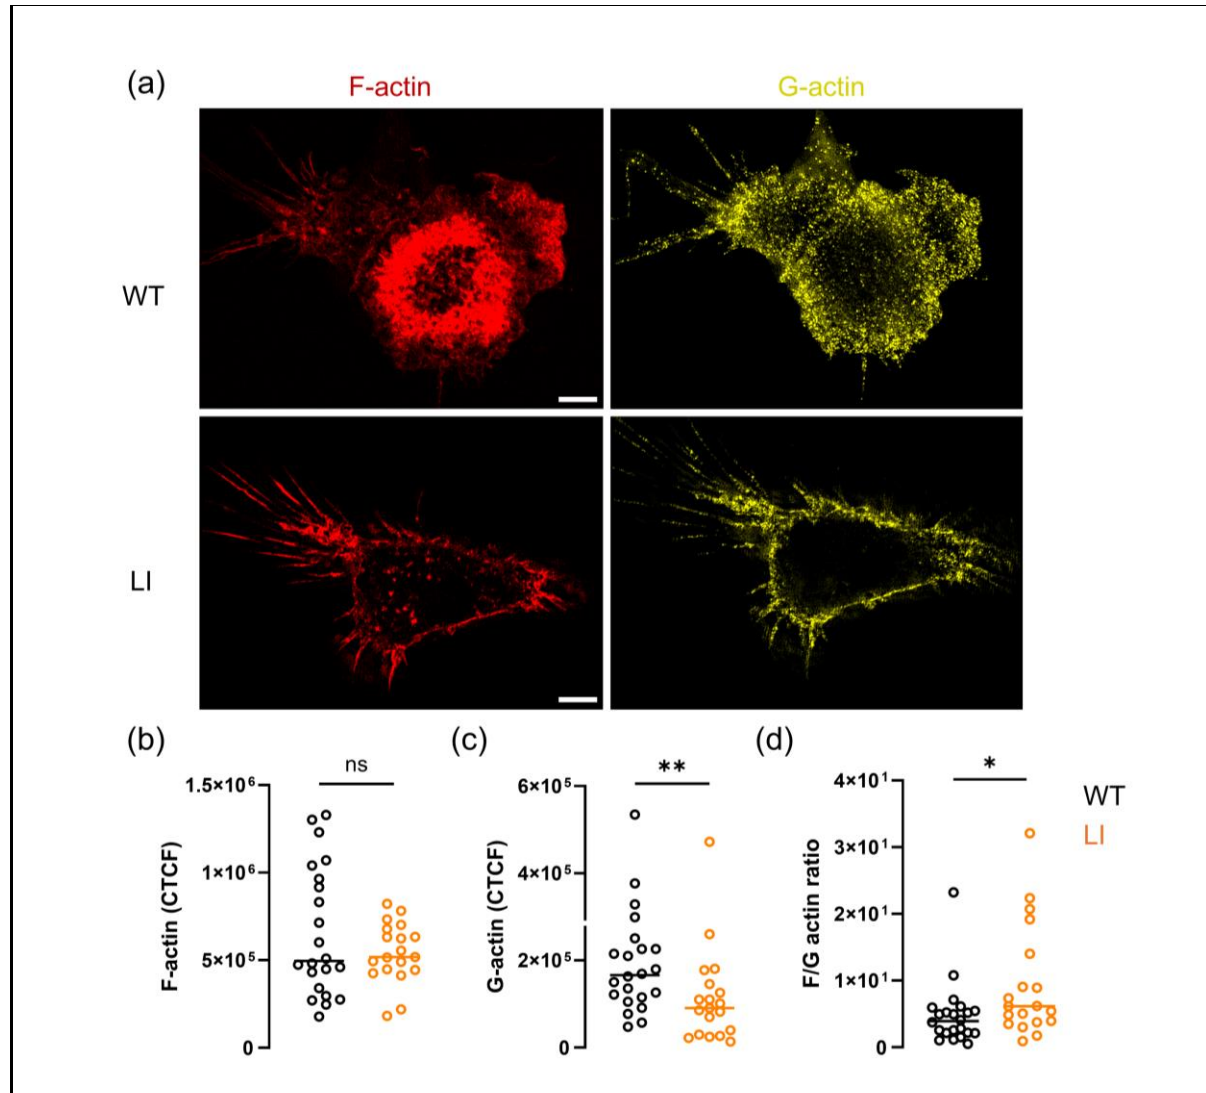 (a)
F-actin G-actin
WT
LI
(b) (c) (d)
ns ** *
1.5×10⁶
1×10⁶
5×10⁵
0
F-actin (CTCF)
6×10⁵
4×10⁵
2×10⁵
0
G-actin (CTCF)
4×10¹
3×10¹
2×10¹
1×10¹
0
F/G actin ratio
WT
LI